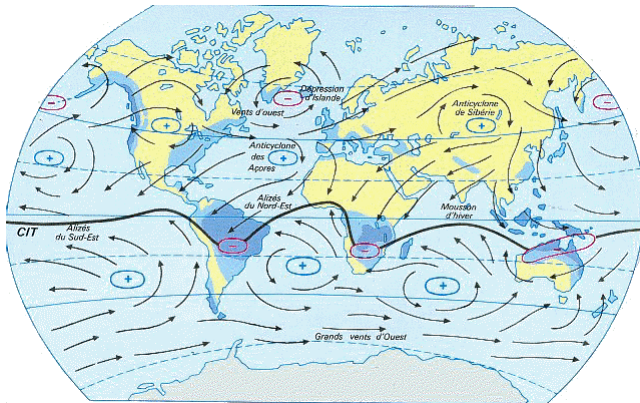 Dépression
d'Islande
Vents d'ouest
Anticyclone
de Sibérie
Anticyclone
des
Açores
Alizés
du Nord-Est
Mousson
d'hiver
CIT
Alizés
du Sud-Est
Grands vents d'Ouest
+
+
+
+
+
+
+
-
-
-
-
-